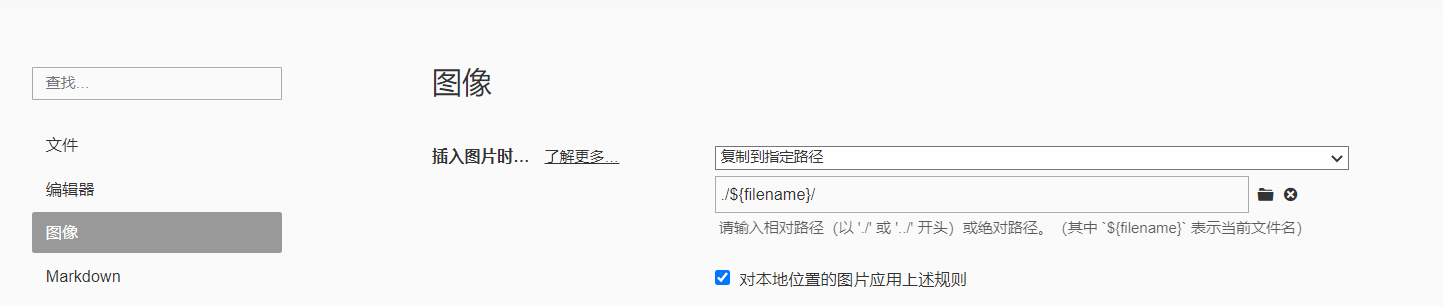 查找...
文件
编辑器
图像
Markdown
图像
插入图片时... 了解更多...
复制到指定路径
./${filename}/
请输入相对路径（以 './' 或 '../' 开头）或绝对路径。（其中 `${filename}` 表示当前文件名）
对本地位置的图片应用上述规则